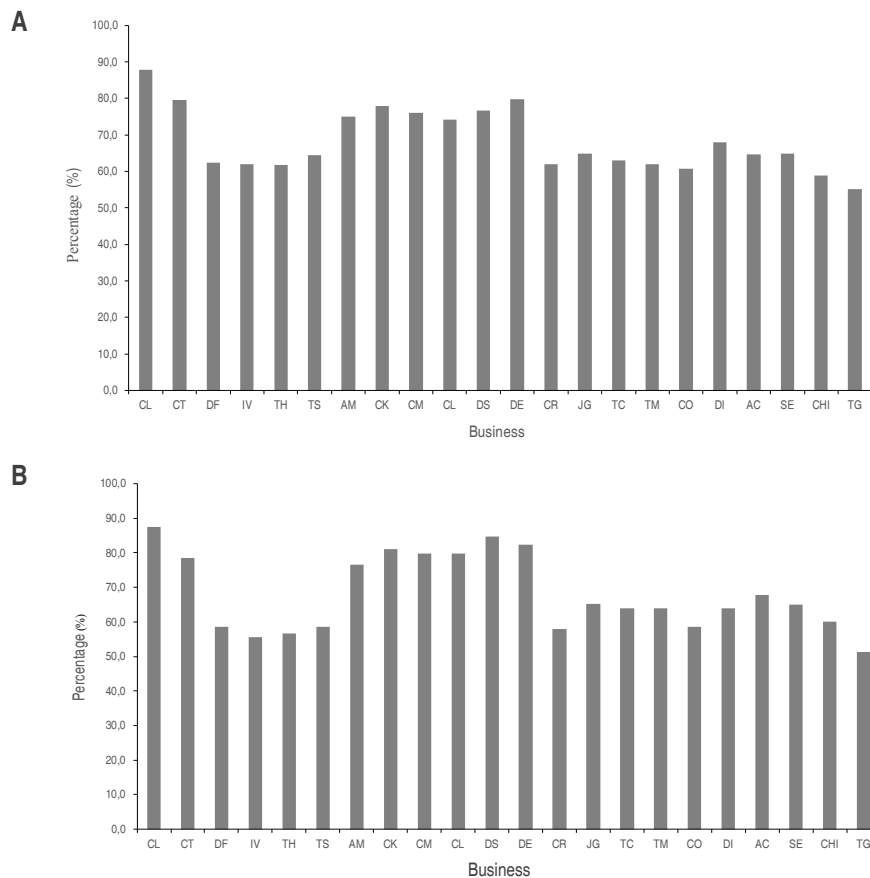 A
100,0
90,0
80,0
70,0
60,0
50,0
40,0
30,0
20,0
10,0
0,0
Percentage (%)
CL CT DF IV TH TS AM CK CM CL DS DE CR JG TC TM CO DI AC SE CHI TG
Business
B
100,0
90,0
80,0
70,0
60,0
50,0
40,0
30,0
20,0
10,0
0,0
Percentage (%)
CL CT DF IV TH TS AM CK CM CL DS DE CR JG TC TM CO DI AC SE CHI TG
Business